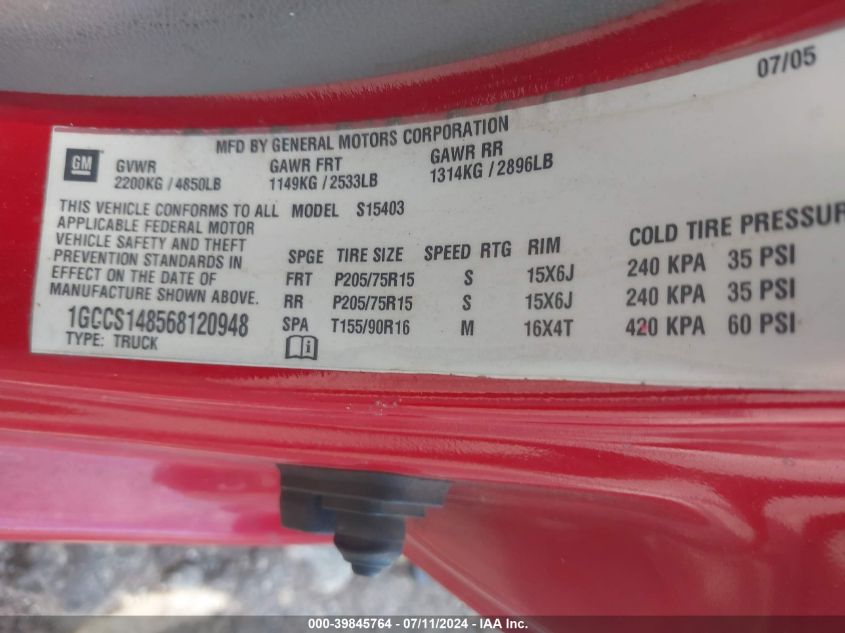 07/05
MFD BY GENERAL MOTORS CORPORATION
GM
GVWR GAWR FRT GAWR RR
2200KG / 4850LB 1149KG / 2533LB 1314KG / 2896LB
THIS VEHICLE CONFORMS TO ALL MODEL S15403
APPLICABLE FEDERAL MOTOR
VEHICLE SAFETY AND THEFT
PREVENTION STANDARDS IN
EFFECT ON THE DATE OF
MANUFACTURE SHOWN ABOVE.
1GCCS148568120948
TYPE: TRUCK
SPGE TIRE SIZE SPEED RTG RIM COLD TIRE PRESSUR
FRT P205/75R15 S 15X6J 240 KPA 35 PSI
RR P205/75R15 S 15X6J 240 KPA 35 PSI
SPA T155/90R16 M 16X4T 420 KPA 60 PSI
000-39845764 - 07/11/2024 - IAA Inc.